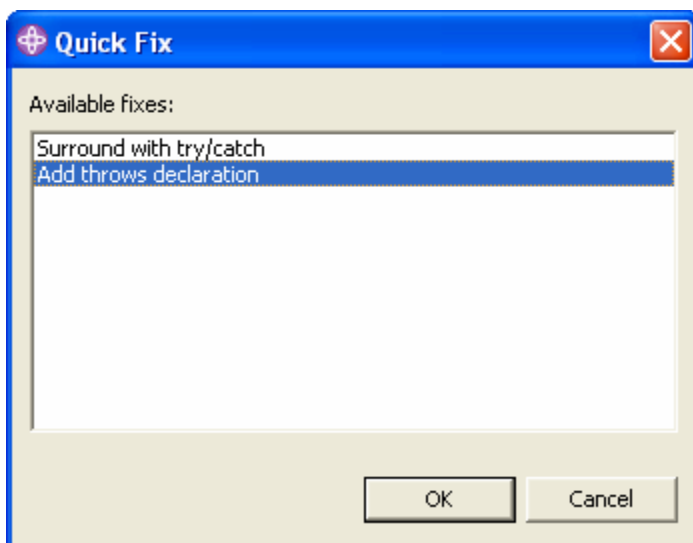 Quick Fix
Available fixes:
Surround with try/catch
Add throws declaration
OK
Cancel